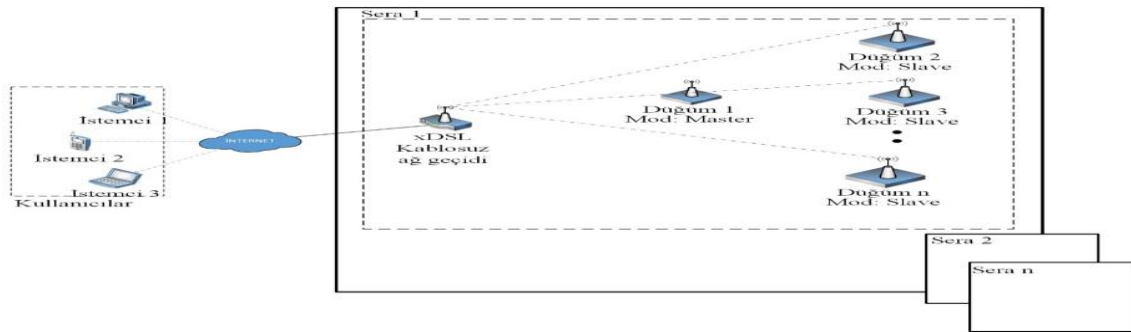 Sera 1
Düğüm 2
Mod: Slave
Düğüm 1
Mod: Master
Düğüm 3
Mod: Slave
İstemci 1
İNTERNET
xDSL
Kablosuz
ağ geçidi
İstemci 2
İstemci 3
Kullanıcılar
Düğüm n
Mod: Slave
Sera 2
Sera n